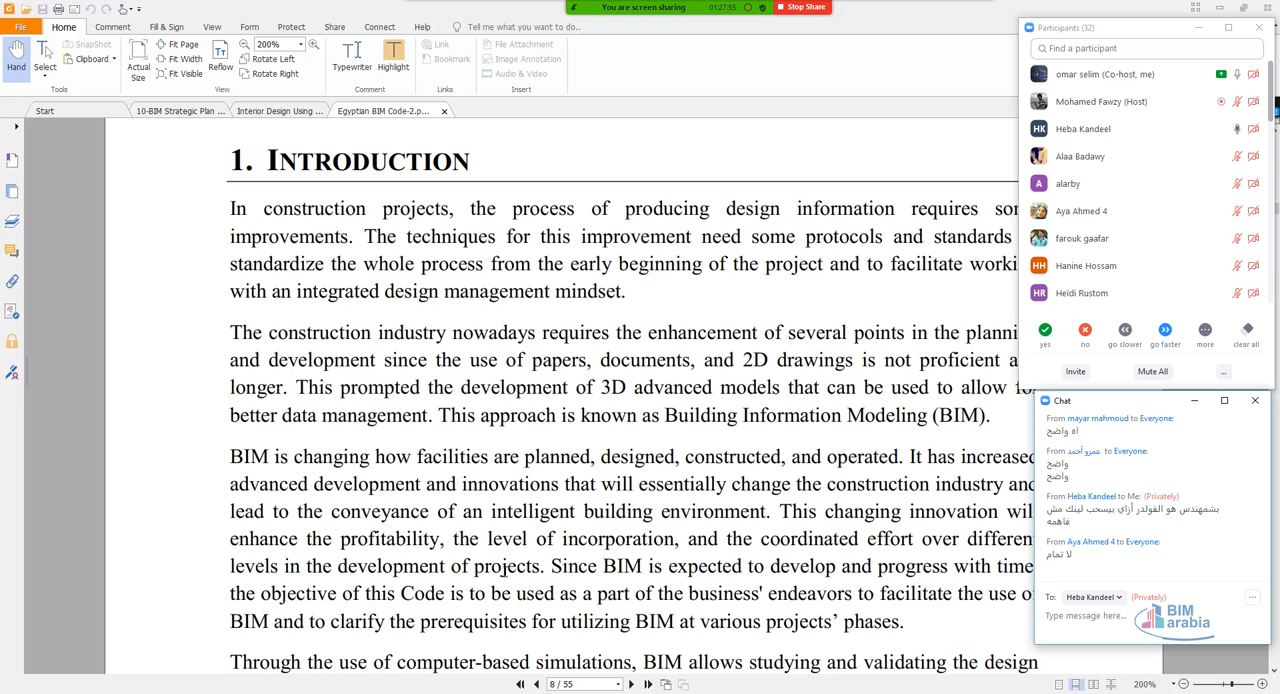 You are screen sharing
01:27:55
Stop Share
File
Home
Comment
Fill & Sign
View
Form
Protect
Share
Connect
Help
Tell me what you want to do..
Hand
Select
SnapShot
Clipboard
Actual
Size
Fit Page
Fit Width
Fit Visible
Reflow
200%
Rotate Left
Rotate Right
Typewriter
Highlight
Link
Bookmark
File Attachment
Image Annotation
Audio & Video
Tools
View
Comment
Links
Insert
Start
10-BIM Strategic Plan ...
Interior Design Using ...
Egyptian BIM Code-2.p...
1. INTRODUCTION
In construction projects, the process of producing design information requires som
improvements. The techniques for this improvement need some protocols and standards
standardize the whole process from the early beginning of the project and to facilitate worki
with an integrated design management mindset.
The construction industry nowadays requires the enhancement of several points in the planni
and development since the use of papers, documents, and 2D drawings is not proficient a
longer. This prompted the development of 3D advanced models that can be used to allow fo
better data management. This approach is known as Building Information Modeling (BIM).
BIM is changing how facilities are planned, designed, constructed, and operated. It has increased
advanced development and innovations that will essentially change the construction industry and
lead to the conveyance of an intelligent building environment. This changing innovation will
enhance the profitability, the level of incorporation, and the coordinated effort over different
levels in the development of projects. Since BIM is expected to develop and progress with time,
the objective of this Code is to be used as a part of the business' endeavors to facilitate the use of
BIM and to clarify the prerequisites for utilizing BIM at various projects' phases.
Through the use of computer-based simulations, BIM allows studying and validating the design
8 / 55
200%
Participants (32)
Find a participant
omar selim (Co-host, me)
Mohamed Fawzy (Host)
HK Heba Kandeel
Alaa Badawy
A alarby
Aya Ahmed 4
farouk gaafar
HH Hanine Hossam
HR Heïdi Rustom
yes
no
go slower
go faster
more
clear all
Invite
Mute All
...
Chat
From mayar mahmoud to Everyone:
اه واضح
From عمرو أحمد to Everyone:
واضح
واضح
From Heba Kandeel to Me: (Privately)
بشمهندس هو الفولدر أزاي بيسحب لينك مش
فاهمه
From Aya Ahmed 4 to Everyone:
لا تمام
To: Heba Kandeel (Privately)
Type message here...
BIM
arabia